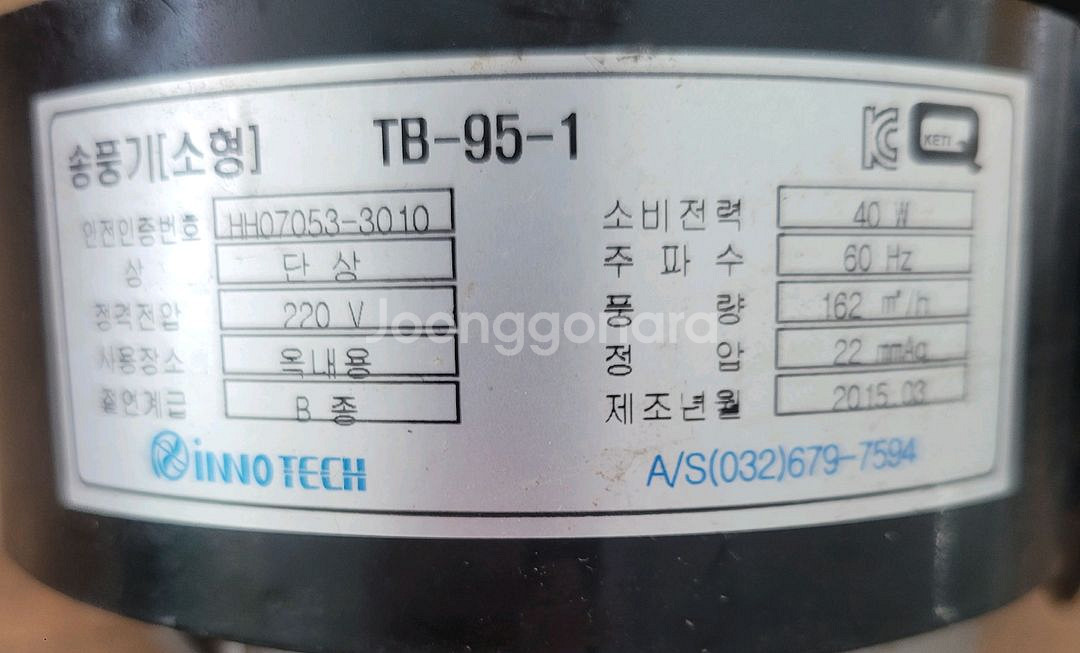 송풍기[소형] TB-95-1 KC KETI Q
안전인증번호 HH07053-3010 소비전력 40 W
상 단상 주파수 60 Hz
정격전압 220 V 풍량 162 ㎥/h
사용장소 옥내용 정압 22 mmAq
절연계급 B 종 제조년월 2015.03
INNOTECH A/S(032)679-7594
Joonggonara